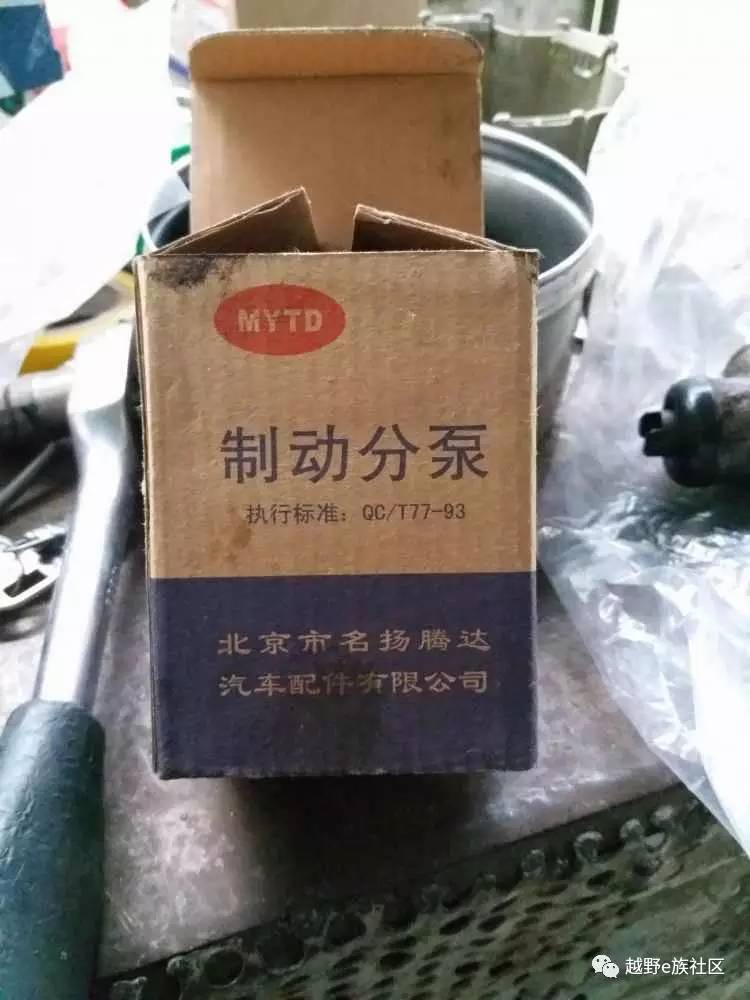 MYTD
制动分泵
执行标准：QC/T77-93
北京市名扬腾达
汽车配件有限公司
越野e族社区